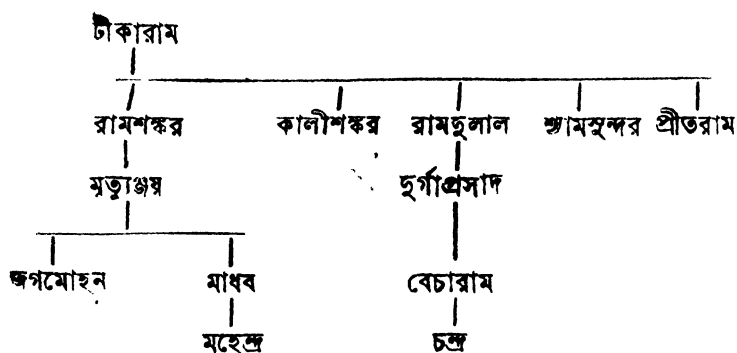 টীকারাম
রামশঙ্কর কালীশঙ্কর রামদুলাল শ্যামসুন্দর প্রীতরাম
মৃত্যুঞ্জয় দুর্গাপ্রসাদ
জগমোহন মাধব বেচারাম
মহেন্দ্র চন্দ্র